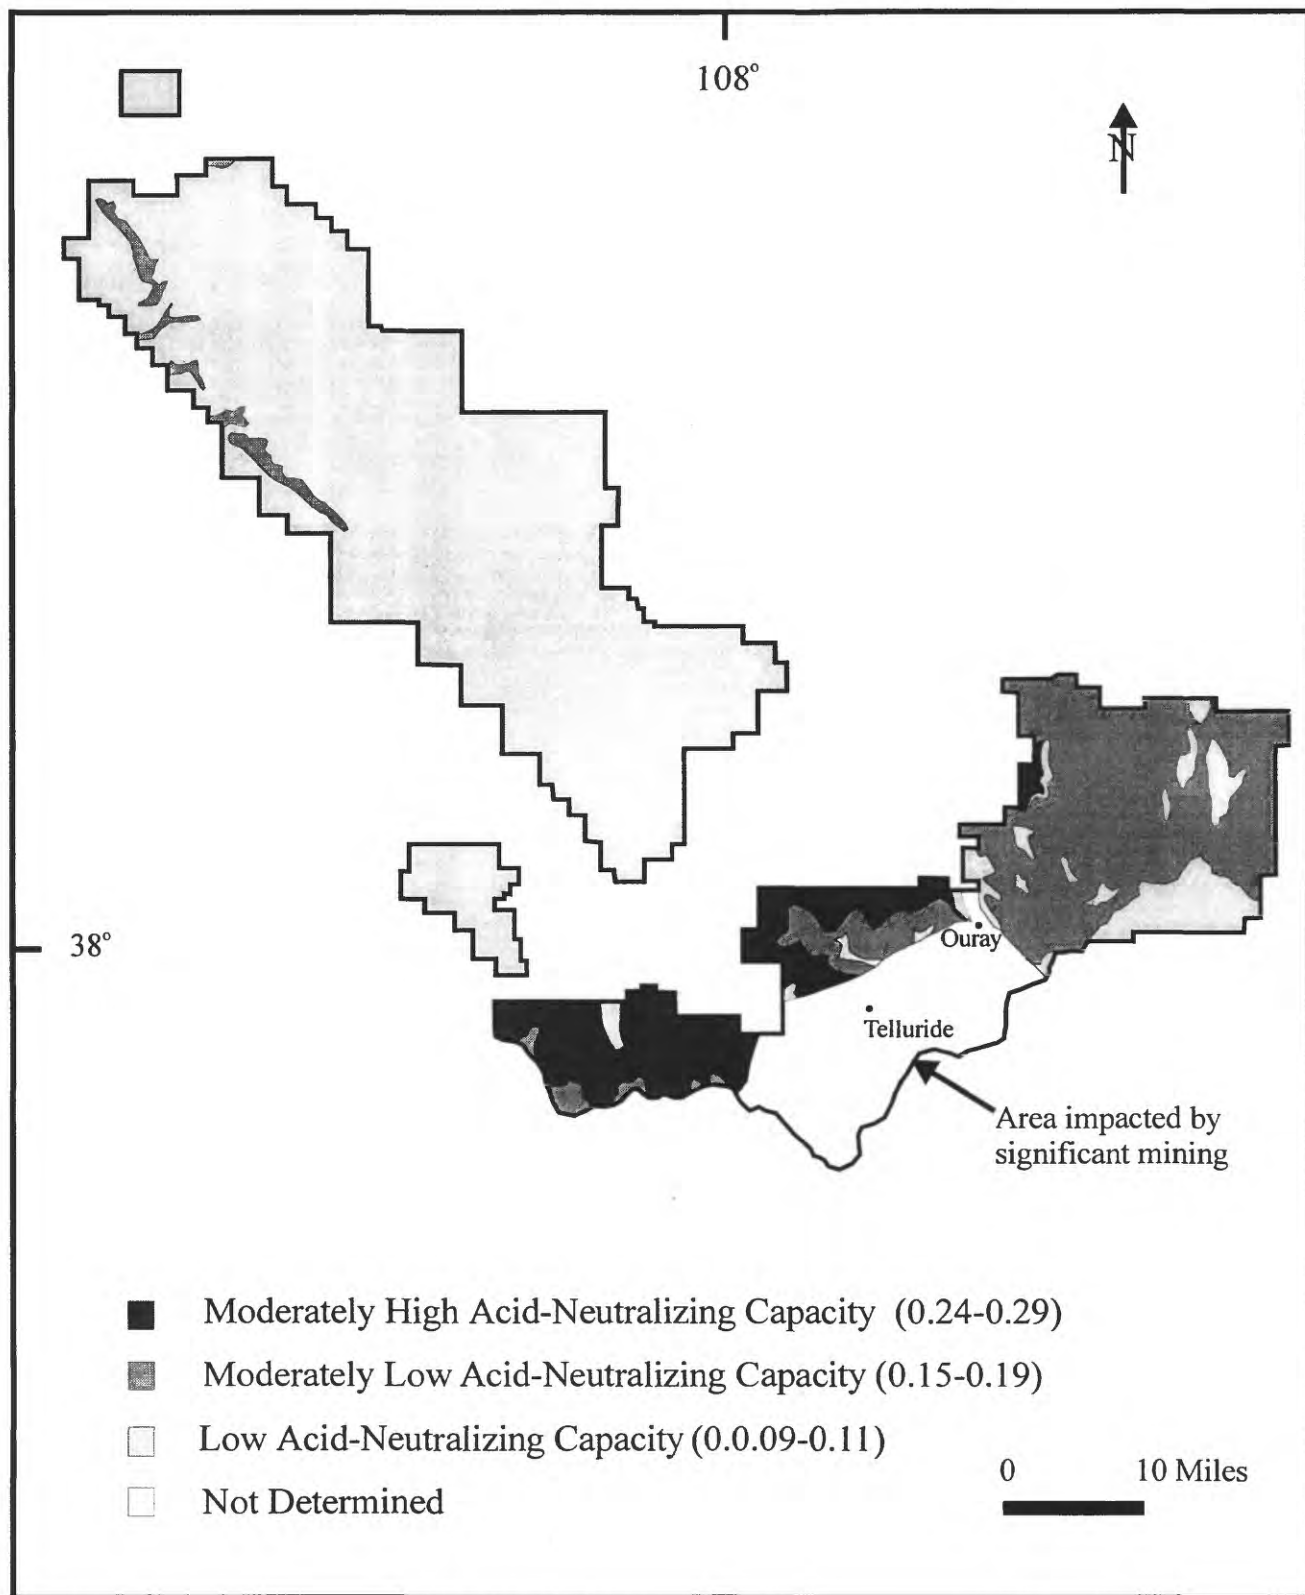 108°
N
38°
Ouray
Telluride
Area impacted by
significant mining
Moderately High Acid-Neutralizing Capacity (0.24-0.29)
Moderately Low Acid-Neutralizing Capacity (0.15-0.19)
Low Acid-Neutralizing Capacity (0.0.09-0.11)
Not Determined
0 10 Miles